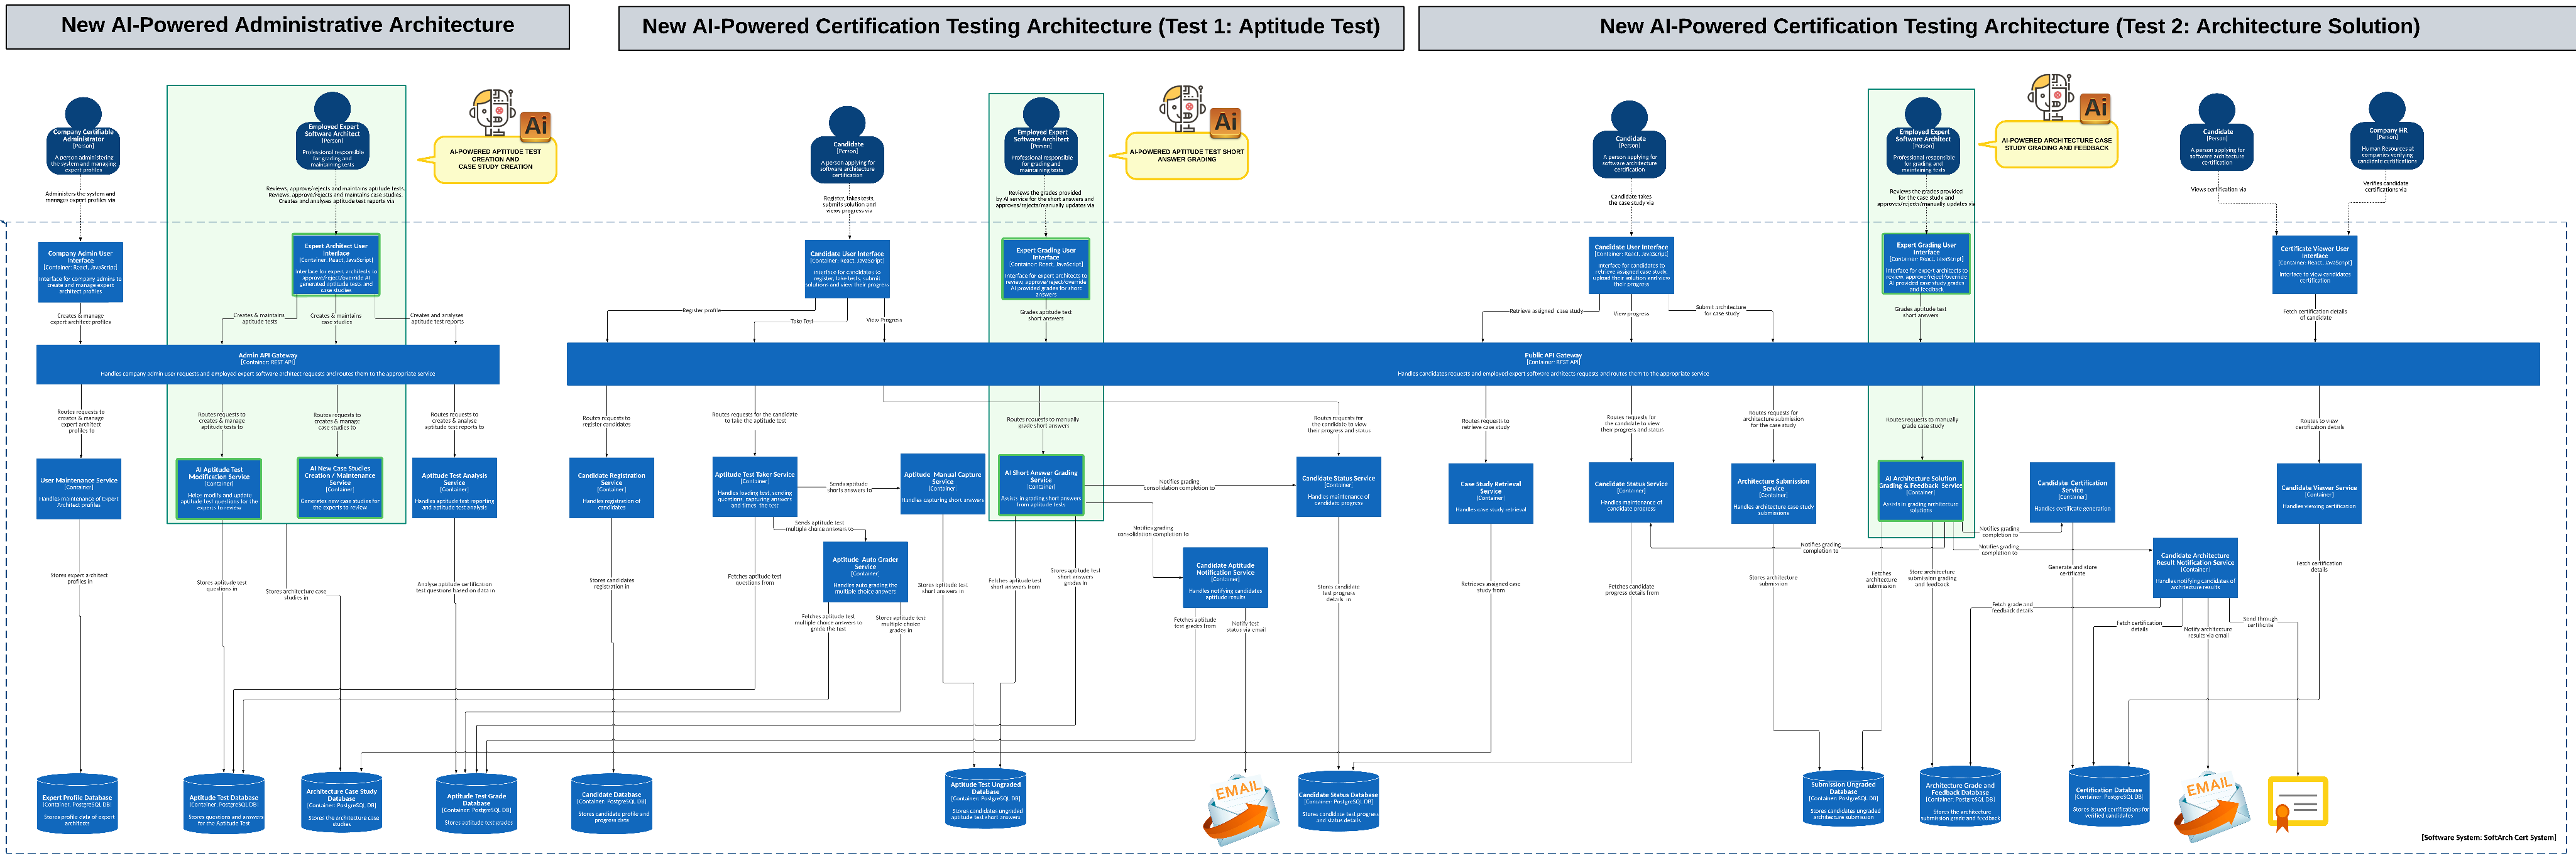 New AI-Powered Administrative Architecture
New AI-Powered Certification Testing Architecture (Test 1: Aptitude Test)
New AI-Powered Certification Testing Architecture (Test 2: Architecture Solution)
Company Certifiable
Administrator
[Person]
A person administering
the system and managing
expert profiles
Employed Expert
Software Architect
[Person]
Professional responsible
for grading and
maintaining tests
Ai
AI-POWERED APTITUDE TEST
CREATION AND
CASE STUDY CREATION
Candidate
[Person]
A person applying for
software architecture
certification
Employed Expert
Software Architect
[Person]
Professional responsible
for grading and
maintaining tests
Ai
AI-POWERED APTITUDE TEST SHORT
ANSWER GRADING
Candidate
[Person]
A person applying for
software architecture
certification
Employed Expert
Software Architect
[Person]
Professional responsible
for grading and
maintaining tests
Ai
AI-POWERED ARCHITECTURE CASE
STUDY GRADING AND FEEDBACK
Candidate
[Person]
A person applying for
software architecture
certification
Company HR
[Person]
Human Resources at
companies verifying
candidate certifications
Administers the system and
manages expert profiles via
Reviews, approve/rejects and maintains aptitude tests.
Reviews, approve/rejects and maintains case studies.
Creates and analyses aptitude test reports via
Register, takes tests,
submits solution and
views progress via
Reviews the grades provided
by AI service for the short answers and
approves/rejects/manually updates via
Candidate takes
the case study via
Reviews the grades provided
for the case study and
approves/rejects/manually updates via
Views certification via
Verifies candidate
certifications via
Company Admin User
Interface
[Container: React, JavaScript]
Interface for company admins to
create and manage expert
architect profiles
Expert Architect User
Interface
[Container: React, JavaScript]
Interface for expert architects to
approve/reject/override AI
generated aptitude tests and
case studies
Candidate User Interface
[Container: React, JavaScript]
Interface for candidates to
register, take tests, submit
solutions and view their progress
Expert Grading User
Interface
[Container: React, JavaScript]
Interface for expert architects to
review, approve/reject/override
AI provided grades for short
answers
Candidate User Interface
[Container: React, JavaScript]
Interface for candidates to
retrieve assigned case study,
upload their solution and view
their progress
Expert Grading User
Interface
[Container: React, JavaScript]
Interface for expert architects to
review, approve/reject/override
AI provided case study grades
and feedback
Certificate Viewer User
Interface
[Container: React, JavaScript]
Interface to view candidates
certification
Creates & manage
expert architect profiles
Creates & maintains
aptitude tests
Creates & maintains
case studies
Creates and analyses
aptitude test reports
Register profile
Take Test
View Progress
Grades aptitude test
short answers
Retrieve assigned case study
View progress
Submit architecture
for case study
Grades aptitude test
short answers
Fetch certification details
of candidate
Admin API Gateway
[Container: REST API]
Handles company admin user requests and employed expert software architect requests and routes them to the appropriate service
Public API Gateway
[Container: REST API]
Handles candidates requests and employed expert software architects requests and routes them to the appropriate service
Routes requests to
creates & manage
expert architect
profiles to
Routes requests to
creates & manage
aptitude tests to
Routes requests to
creates & manage
case studies to
Routes requests to
creates & analyse
aptitude test reports to
Routes requests to
register candidates
Routes requests for the candidate
to take the aptitude test
Routes requests to manually
grade short answers
Routes requests for
the candidate to view
their progress and status
Routes requests to
retrieve case study
Routes requests for
the candidate to view
their progress and status
Routes requests for
architecture submission
for the case study
Routes requests to manually
grade case study
Routes to view
certification details
User Maintenance Service
[Container]
Handles maintenance of Expert
Architect profiles
AI Aptitude Test
Modification Service
[Container]
Helps modify and update
aptitude test questions for the
experts to review
AI New Case Studies
Creation / Maintenance
Service
[Container]
Generates new case studies for
the experts to review
Aptitude Test Analysis
Service
[Container]
Handles aptitude test reporting
and aptitude test analysis
Candidate Registration
Service
[Container]
Handles registration of
candidates
Aptitude Test Taker Service
[Container]
Handles loading test, sending
questions, capturing answers
and times the test
Sends aptitude
short answers to
Aptitude Manual Capture
Service
[Container]
Handles capturing short answers
AI Short Answer Grading
Service
[Container]
Assists in grading short answers
from aptitude tests
Notifies grading
consolidation completion to
Candidate Status Service
[Container]
Handles maintenance of
candidate progress
Case Study Retrieval
Service
[Container]
Handles case study retrieval
Candidate Status Service
[Container]
Handles maintenance of
candidate progress
Architecture Submission
Service
[Container]
Handles architecture case study
submissions
AI Architecture Solution
Grading & Feedback Service
[Container]
Assists in grading architecture
solutions
Candidate Certification
Service
[Container]
Handles certificate generation
Candidate Viewer Service
[Container]
Handles viewing certification
Sends aptitude test
multiple choice answers to
Notifies grading
consolidation completion to
Notifies grading
completion to
Notifies grading
completion to
Notifies grading
completion to
Aptitude Auto Grader
Service
[Container]
Handles auto grading the
multiple choice answers
Candidate Aptitude
Notification Service
[Container]
Handles notifying candidates
aptitude results
Candidate Architecture
Result Notification Service
[Container]
Handles notifying candidates of
architecture results
Stores expert architect
profiles in
Stores aptitude test
questions in
Stores architecture case
studies in
Analyse aptitude certification
test questions based on data in
Stores candidates
registration in
Fetches aptitude test
questions from
Stores aptitude test
short answers in
Fetches aptitude test
short answers from
Stores aptitude test
short answers
grades in
Stores candidate
test progress
details in
Retrieves assigned case
study from
Fetches candidate
progress details from
Stores architecture
submission
Fetches
architecture
submission
Store architecture
submission grading
and feedback
Generate and store
certificate
Fetch certification
details
Fetches aptitude test
multiple choice answers to
grade the test
Stores aptitude test
multiple choice
grades in
Fetches aptitude
test grades from
Notify test
status via email
Fetch grade and
feedback details
Fetch certification
details
Notify architecture
results via email
Send through
certificate
Expert Profile Database
[Container: PostgreSQL DB]
Stores profile data of expert
architects
Aptitude Test Database
[Container: PostgreSQL DB]
Stores questions and answers
for the Aptitude Test
Architecture Case Study
Database
[Container: PostgreSQL DB]
Stores the architecture case
studies
Aptitude Test Grade
Database
[Container: PostgreSQL DB]
Stores aptitude test grades
Candidate Database
[Container: PostgreSQL DB]
Stores candidate profile and
progress data
Aptitude Test Ungraded
Database
[Container: PostgreSQL DB]
Stores candidates ungraded
aptitude test short answers
EMAIL
Candidate Status Database
[Container: PostgreSQL DB]
Stores candidate test progress
and status details
Submission Ungraded
Database
[Container: PostgreSQL DB]
Stores candidates ungraded
architecture submission
Architecture Grade and
Feedback Database
[Container: PostgreSQL DB]
Stores the architecture
submission grade and feedback
Certification Database
[Container: PostgreSQL DB]
Stores issued certifications for
verified candidates
EMAIL
[Software System: SoftArch Cert System]